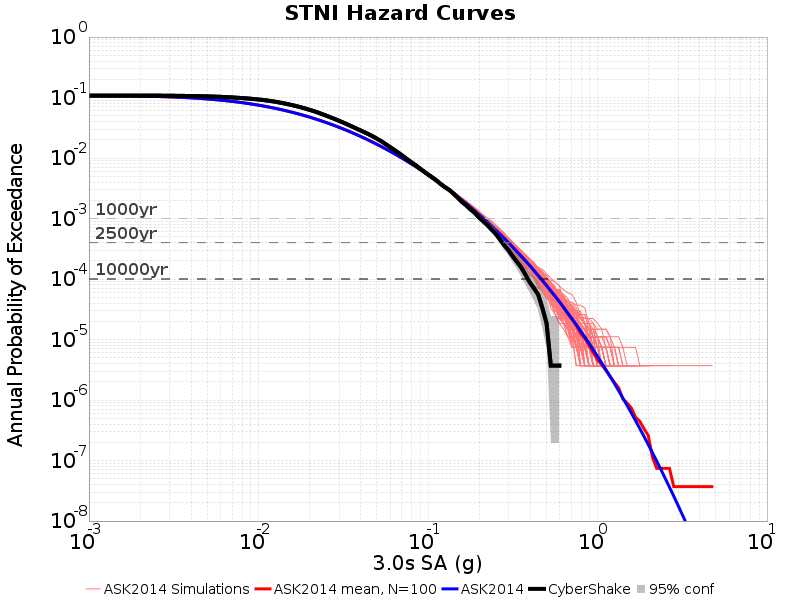 STNI Hazard Curves
Annual Probability of Exceedance
10^0
10^-1
10^-2
10^-3
10^-4
10^-5
10^-6
10^-7
10^-8
1000yr
2500yr
10000yr
10^-3 10^-2 10^-1 10^0 10^1
3.0s SA (g)
ASK2014 Simulations ASK2014 mean, N=100 ASK2014 CyberShake 95% conf